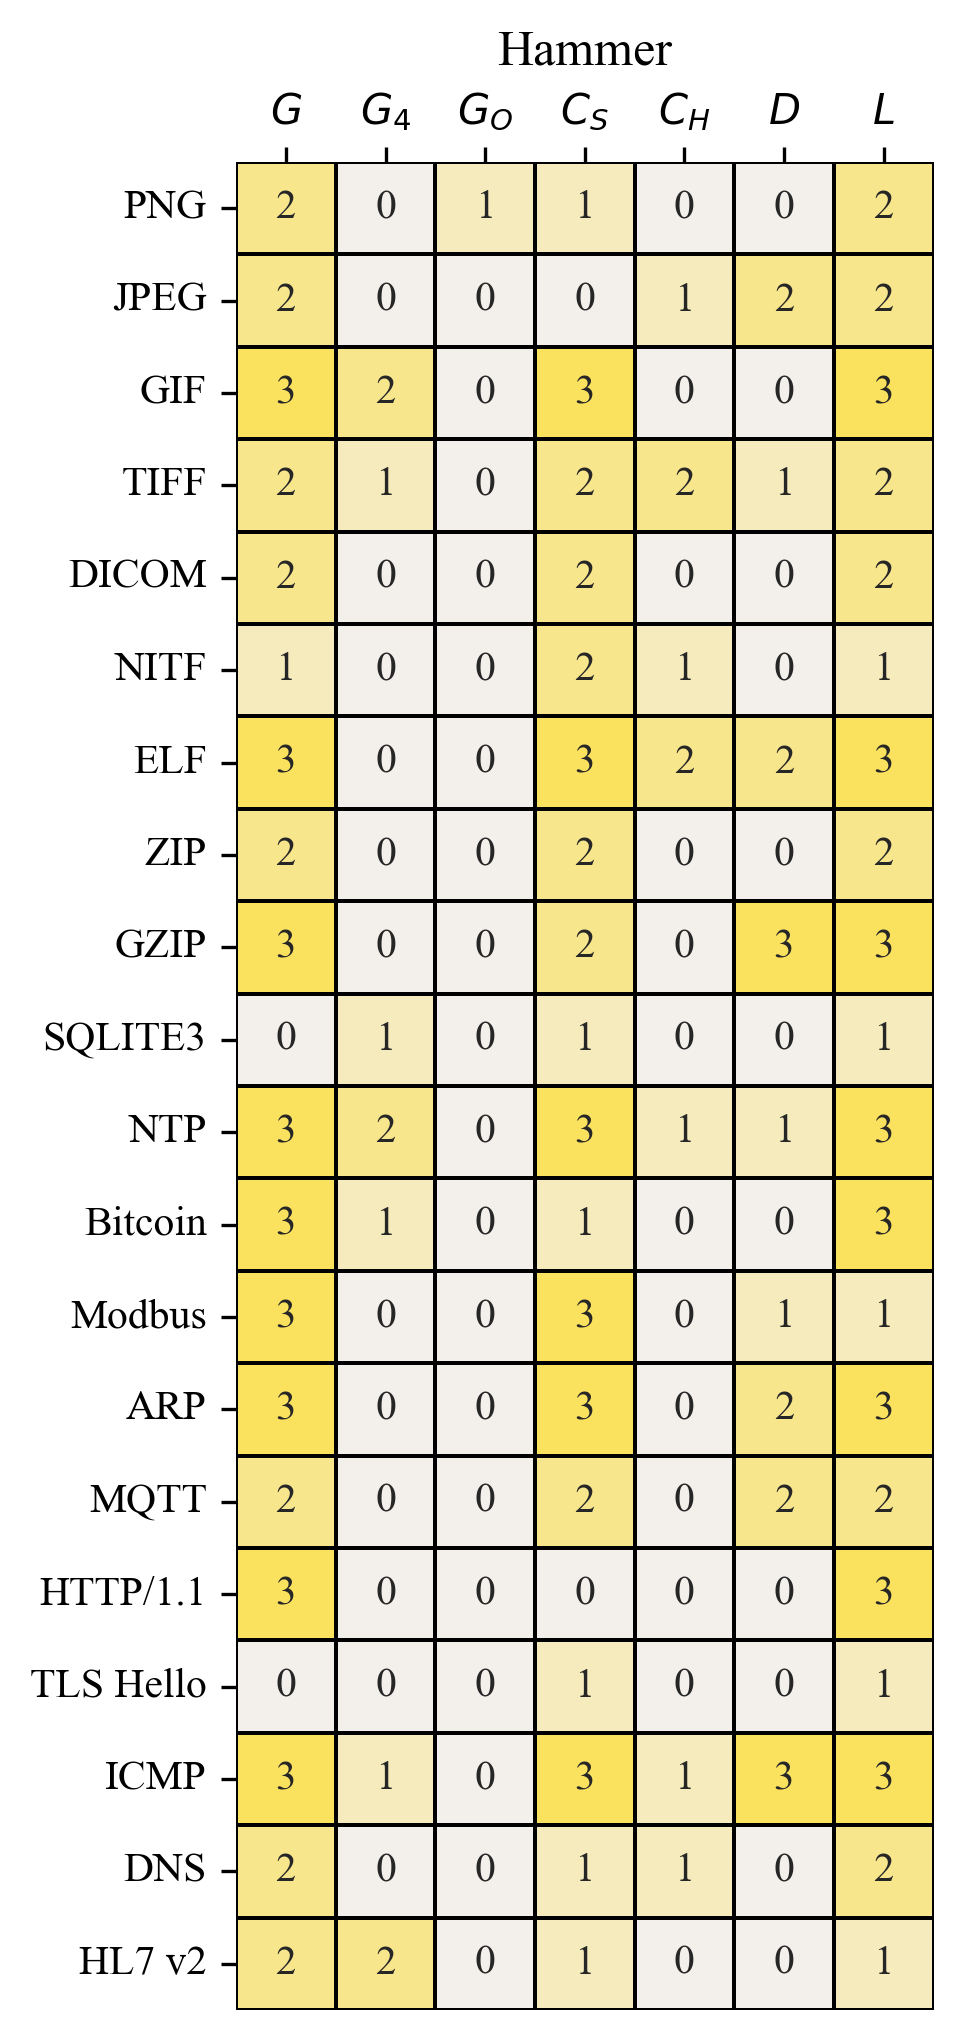 Hammer
G G₄ G_O C_S C_H D L
PNG 2 0 1 1 0 0 2
JPEG 2 0 0 0 1 2 2
GIF 3 2 0 3 0 0 3
TIFF 2 1 0 2 2 1 2
DICOM 2 0 0 2 0 0 2
NITF 1 0 0 2 1 0 1
ELF 3 0 0 3 2 2 3
ZIP 2 0 0 2 0 0 2
GZIP 3 0 0 2 0 3 3
SQLITE3 0 1 0 1 0 0 1
NTP 3 2 0 3 1 1 3
Bitcoin 3 1 0 1 0 0 3
Modbus 3 0 0 3 0 1 1
ARP 3 0 0 3 0 2 3
MQTT 2 0 0 2 0 2 2
HTTP/1.1 3 0 0 0 0 0 3
TLS Hello 0 0 0 1 0 0 1
ICMP 3 1 0 3 1 3 3
DNS 2 0 0 1 1 0 2
HL7 v2 2 2 0 1 0 0 1